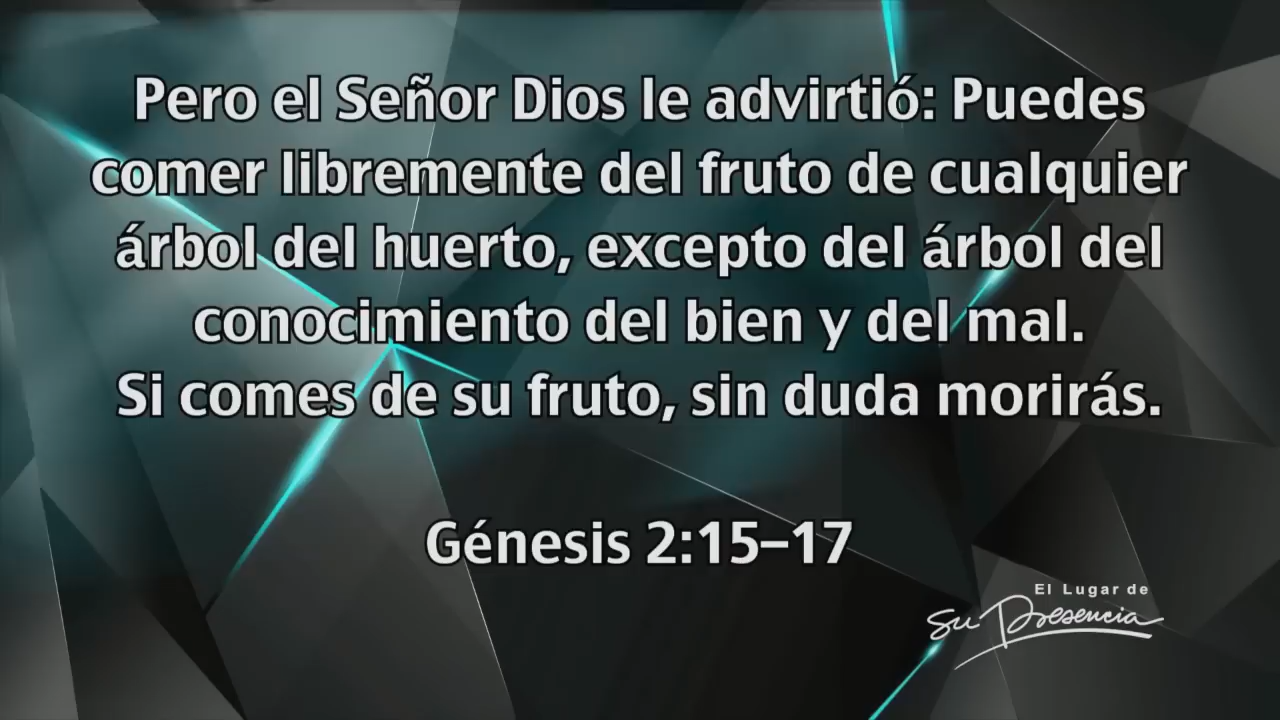 Pero el Señor Dios le advirtió: Puedes
comer libremente del fruto de cualquier
árbol del huerto, excepto del árbol del
conocimiento del bien y del mal.
Si comes de su fruto, sin duda morirás.
Génesis 2:15–17
El Lugar de
Su Presencia